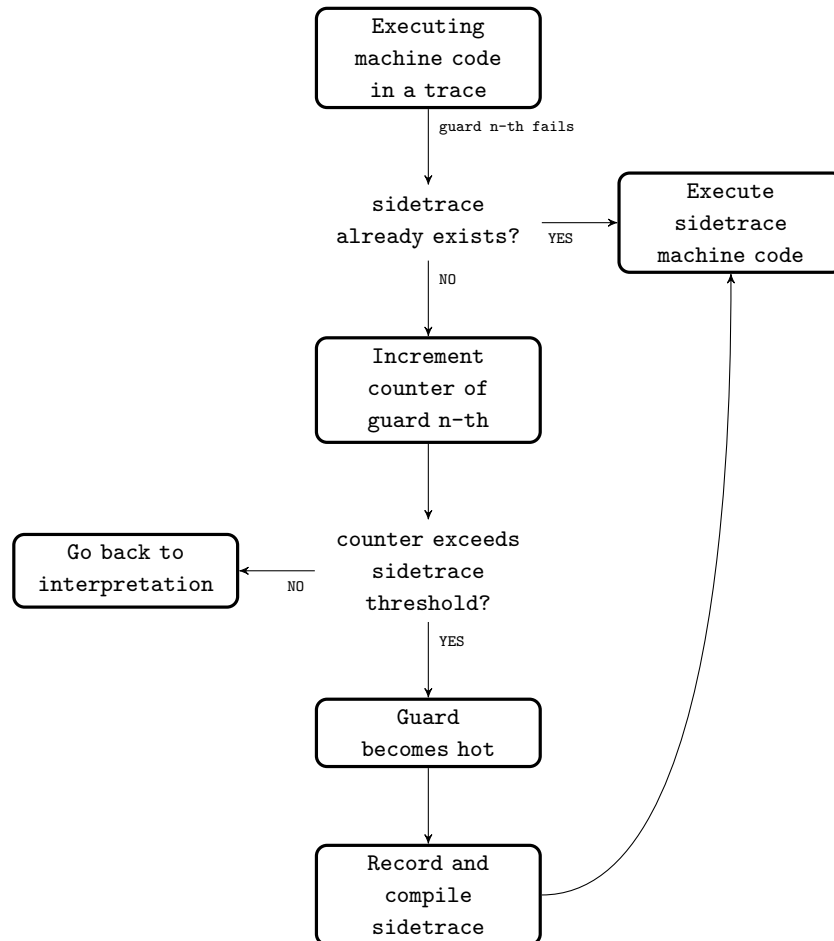 Executing
machine code
in a trace
guard n-th fails
sidetrace
already exists?
YES
Execute
sidetrace
machine code
NO
Increment
counter of
guard n-th
counter exceeds
sidetrace
threshold?
NO
Go back to
interpretation
YES
Guard
becomes hot
Record and
compile
sidetrace